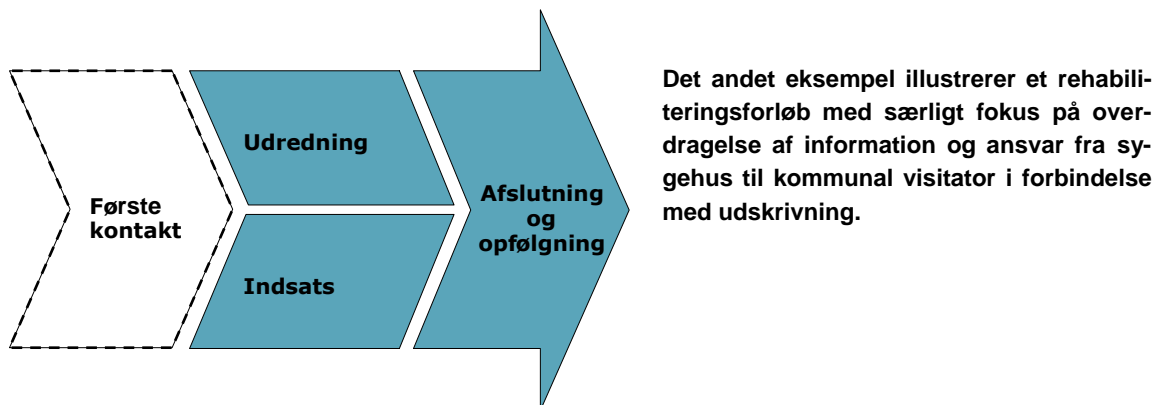 Første
kontakt
Udredning
Indsats
Afslutning
og
opfølgning
Det andet eksempel illustrerer et rehabili-
teringsforløb med særligt fokus på over-
dragelse af information og ansvar fra sy-
gehus til kommunal visitator i forbindelse
med udskrivning.